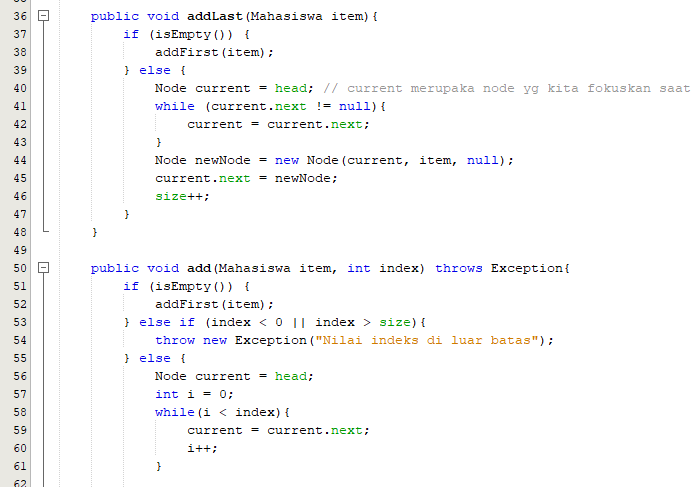 36 public void addLast(Mahasiswa item){
37 if (isEmpty()) {
38 addFirst(item);
39 } else {
40 Node current = head; // current merupaka node yg kita fokuskan saat
41 while (current.next != null){
42 current = current.next;
43 }
44 Node newNode = new Node(current, item, null);
45 current.next = newNode;
46 size++;
47 }
48 }
49
50 public void add(Mahasiswa item, int index) throws Exception{
51 if (isEmpty()) {
52 addFirst(item);
53 } else if (index < 0 || index > size){
54 throw new Exception("Nilai indeks di luar batas");
55 } else {
56 Node current = head;
57 int i = 0;
58 while(i < index){
59 current = current.next;
60 i++;
61 }
62